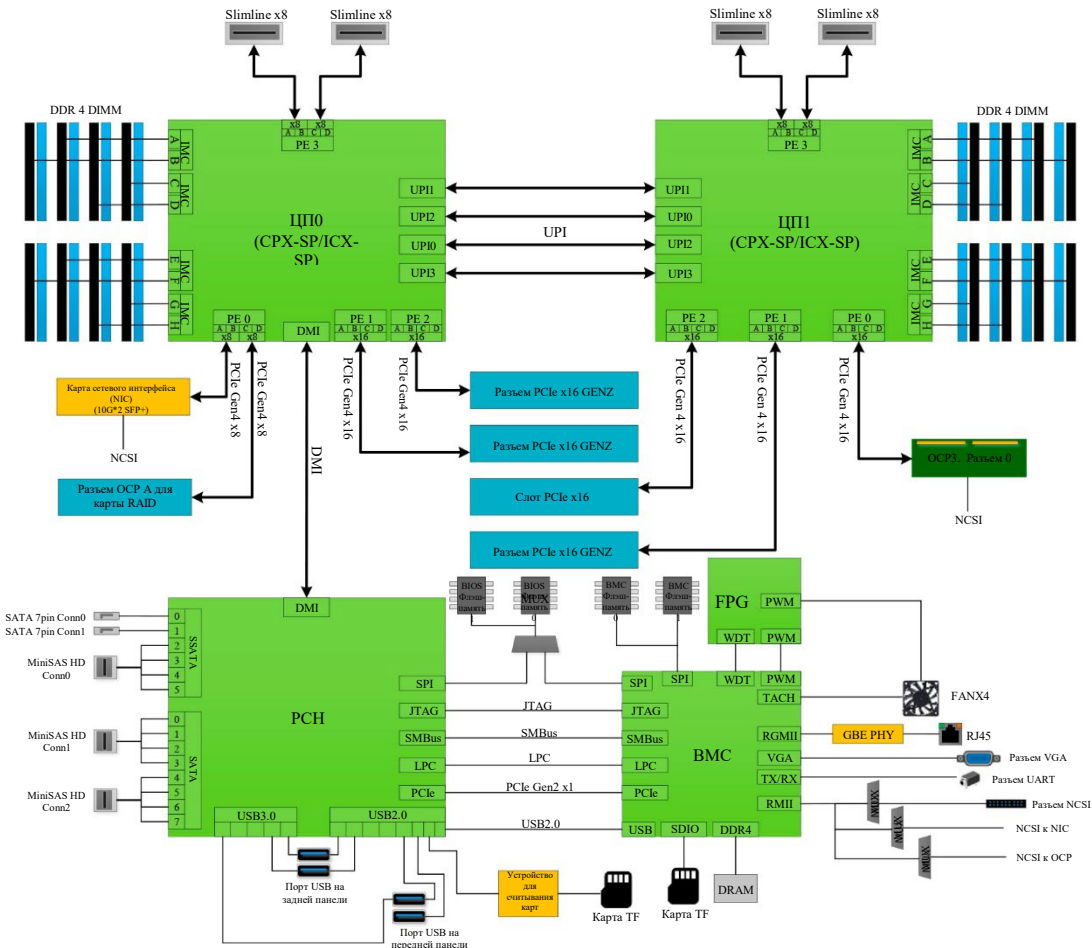 Slimline x8
Slimline x8
Slimline x8
Slimline x8
DDR 4 DIMM
DDR 4 DIMM
x8 x8
A B C D
PE 3
x8 x8
A B C D
PE 3
A
B
IMC
C
D
IMC
E
F
IMC
G
H
IMC
ЦП0
(CPX-SP/ICX-
SP)
UPI1
UPI2
UPI0
UPI3
UPI
UPI1
UPI0
UPI2
UPI3
ЦП1
(CPX-SP/ICX-SP)
IMC
A
B
IMC
C
D
IMC
E
F
IMC
G
H
PE 0
A B C D
x8 x8
DMI
PE 1
A B C D
x16
PE 2
A B C D
x16
PE 2
A B C D
x16
PE 1
A B C D
x16
PE 0
A B C D
x16
PCIe Gen4 x8
PCIe Gen4 x8
DMI
PCIe Gen4 x16
PCIe Gen4 x16
PCIe Gen 4 x16
PCIe Gen 4 x16
PCIe Gen 4 x16
Карта сетевого интерфейса
(NIC)
(10G*2 SFP+)
NCSI
Разъем OCP A для
карты RAID
Разъем PCIe x16 GENZ
Разъем PCIe x16 GENZ
Слот PCIe x16
Разъем PCIe x16 GENZ
OCP3. Разъем 0
NCSI
BIOS
Флэш-
память
1
BIOS
Флэш-
память
0
MUX
BMC
Флэш-
память
0
BMC
Флэш-
память
1
FPG
PWM
WDT
PWM
SATA 7pin Conn0
SATA 7pin Conn1
MiniSAS HD
Conn0
MiniSAS HD
Conn1
MiniSAS HD
Conn2
0
1
2
3
4
5
SSATA
0
1
2
3
4
5
6
7
SATA
DMI
PCH
SPI
JTAG
SMBus
LPC
PCIe
USB3.0
USB2.0
JTAG
SMBus
LPC
PCIe Gen2 x1
USB2.0
SPI
SPI
WDT
PWM
TACH
JTAG
SMBus
LPC
PCIe
USB
SDIO
DDR4
BMC
RGMII
VGA
TX/RX
RMII
FANX4
GBE PHY
RJ45
Разъем VGA
Разъем UART
Разъем NCSI
NCSI к NIC
NCSI к OCP
Порт USB на
задней панели
Порт USB на
передней панели
Устройство
для
считывания
карт
Карта TF
Карта TF
DRAM